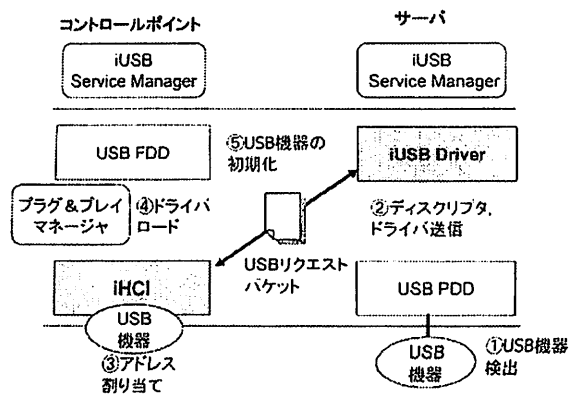 コントロールポイント
サーバ
iUSB
Service Manager
iUSB
Service Manager
USB FDD
⑤USB機器の
初期化
iUSB Driver
プラグ&プレイ
マネージャ
④ドライバ
ロード
②ディスクリプタ,
ドライバ送信
USBリクエスト
パケット
iHCI
USB PDD
USB
機器
③アドレス
割り当て
USB
機器
①USB機器
検出